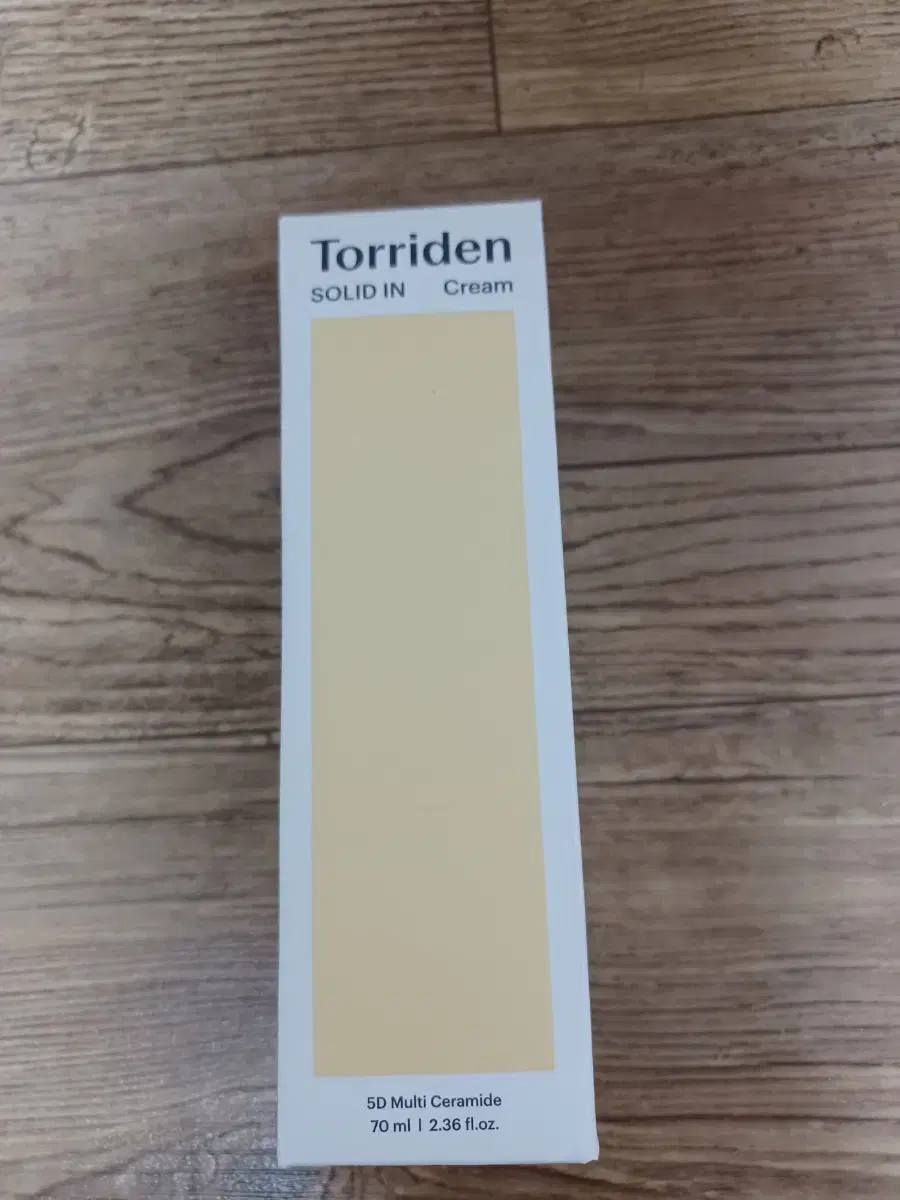 Torriden
SOLID IN Cream
5D Multi Ceramide
70 ml | 2.36 fl.oz.